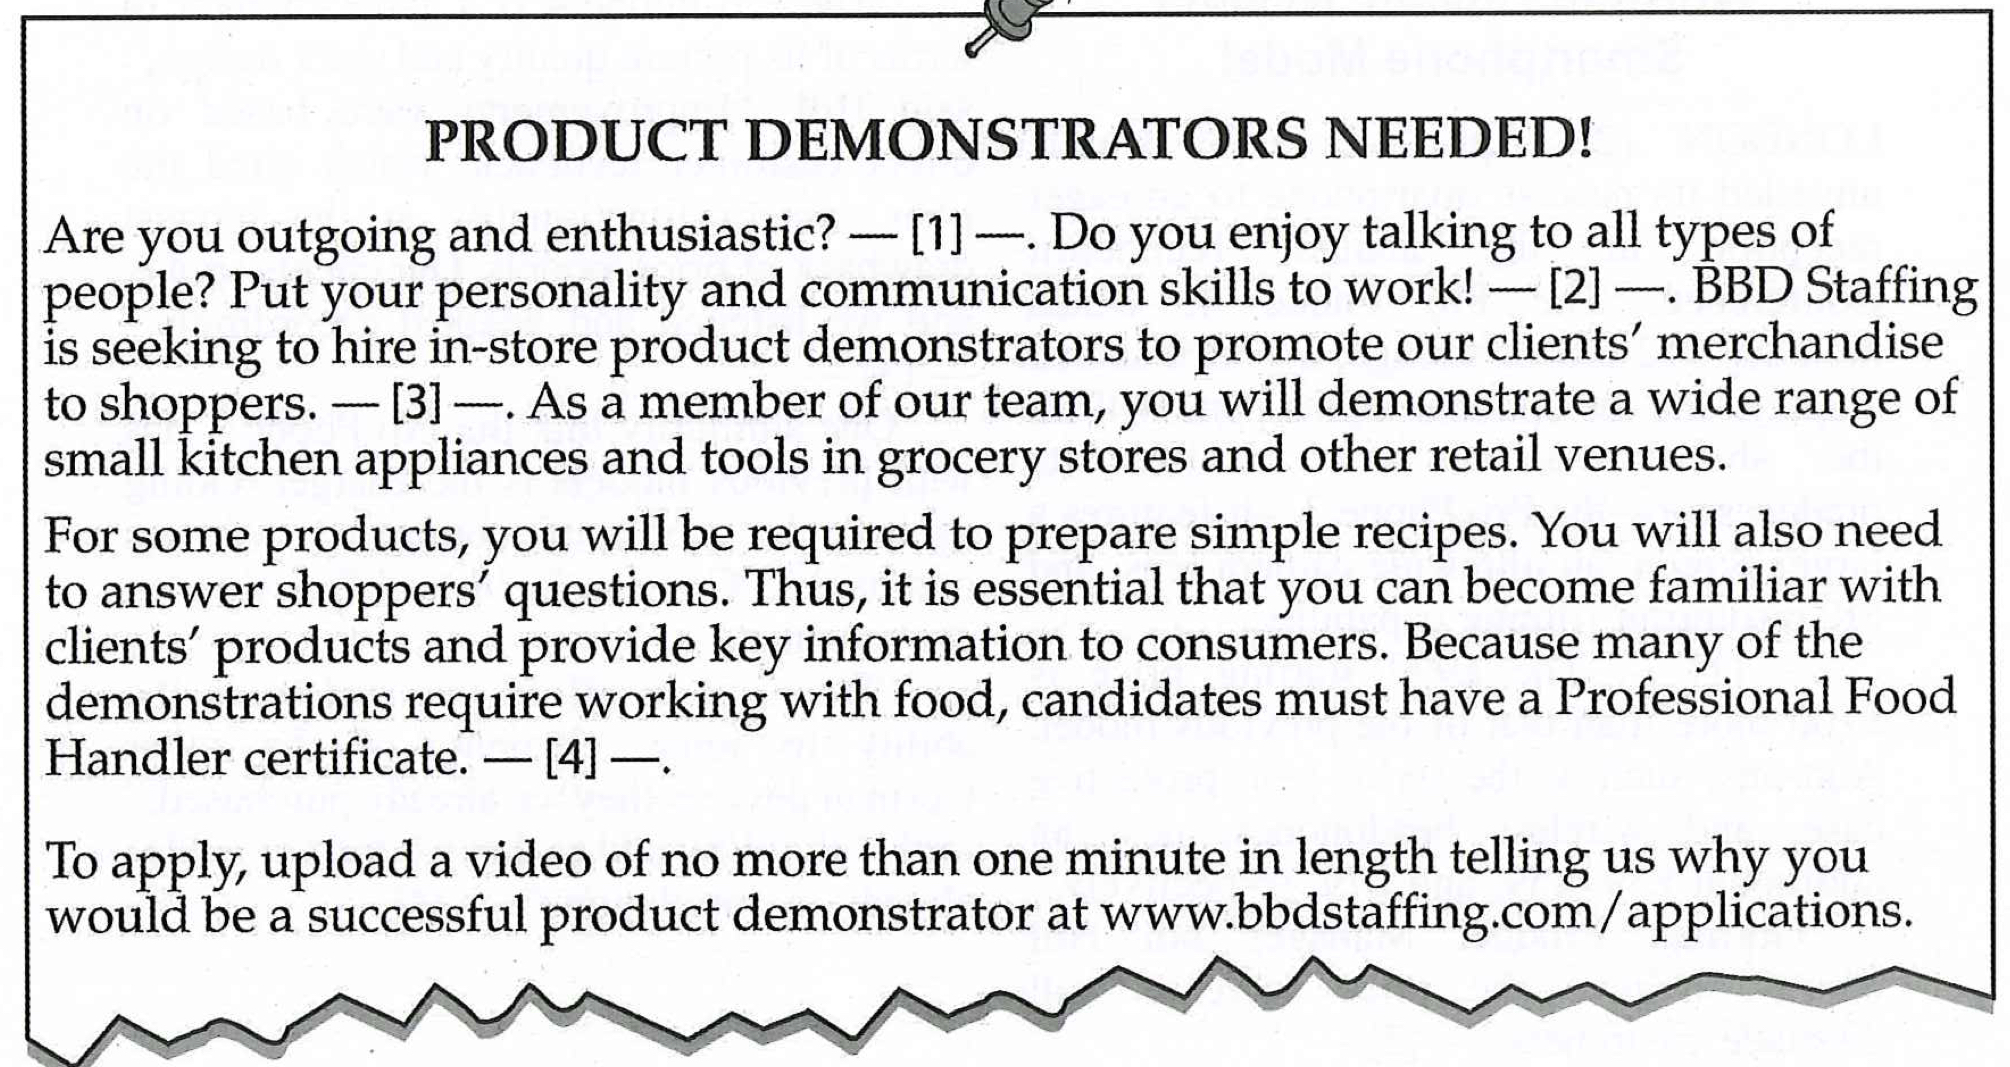 PRODUCT DEMONSTRATORS NEEDED!
Are you outgoing and enthusiastic? — [1] —. Do you enjoy talking to all types of
people? Put your personality and communication skills to work! — [2] —. BBD Staffing
is seeking to hire in-store product demonstrators to promote our clients' merchandise
to shoppers. — [3] —. As a member of our team, you will demonstrate a wide range of
small kitchen appliances and tools in grocery stores and other retail venues.
For some products, you will be required to prepare simple recipes. You will also need
to answer shoppers' questions. Thus, it is essential that you can become familiar with
clients' products and provide key information to consumers. Because many of the
demonstrations require working with food, candidates must have a Professional Food
Handler certificate. — [4] —.
To apply, upload a video of no more than one minute in length telling us why you
would be a successful product demonstrator at www.bbdstaffing.com/applications.